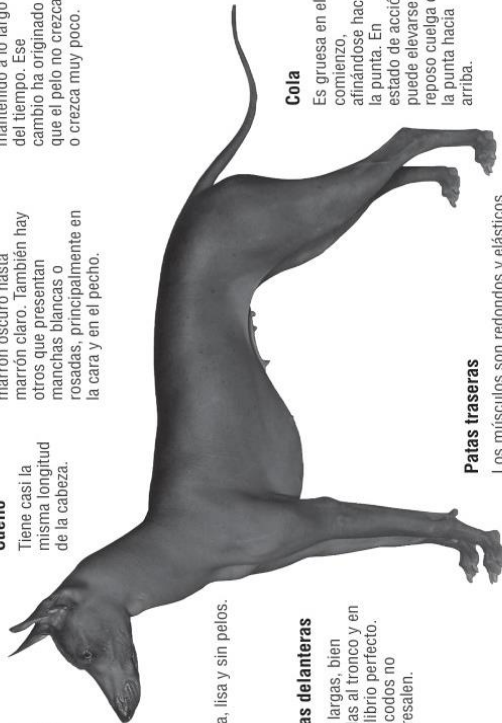 mantenido a lo largo
del tiempo. Ese
cambio ha originado
que el pelo no crezca
o crezca muy poco.
marrón oscuro hasta
marrón claro. También hay
otros que presentan
manchas blancas o
rosadas, principalmente en
la cara y en el pecho.
Tiene casi la
misma longitud
de la cabeza.
lisa y sin pelos.
delanteras
largas, bien
al tronco y en
perfecto.
codos no
Cola
Es gruesa en el
comienzo,
afinándose
la punta. En
estado de
puede elevarse
reposo cuelga
la punta hacia
arriba.
Patas traseras
Los músculos son redondos y elásticos